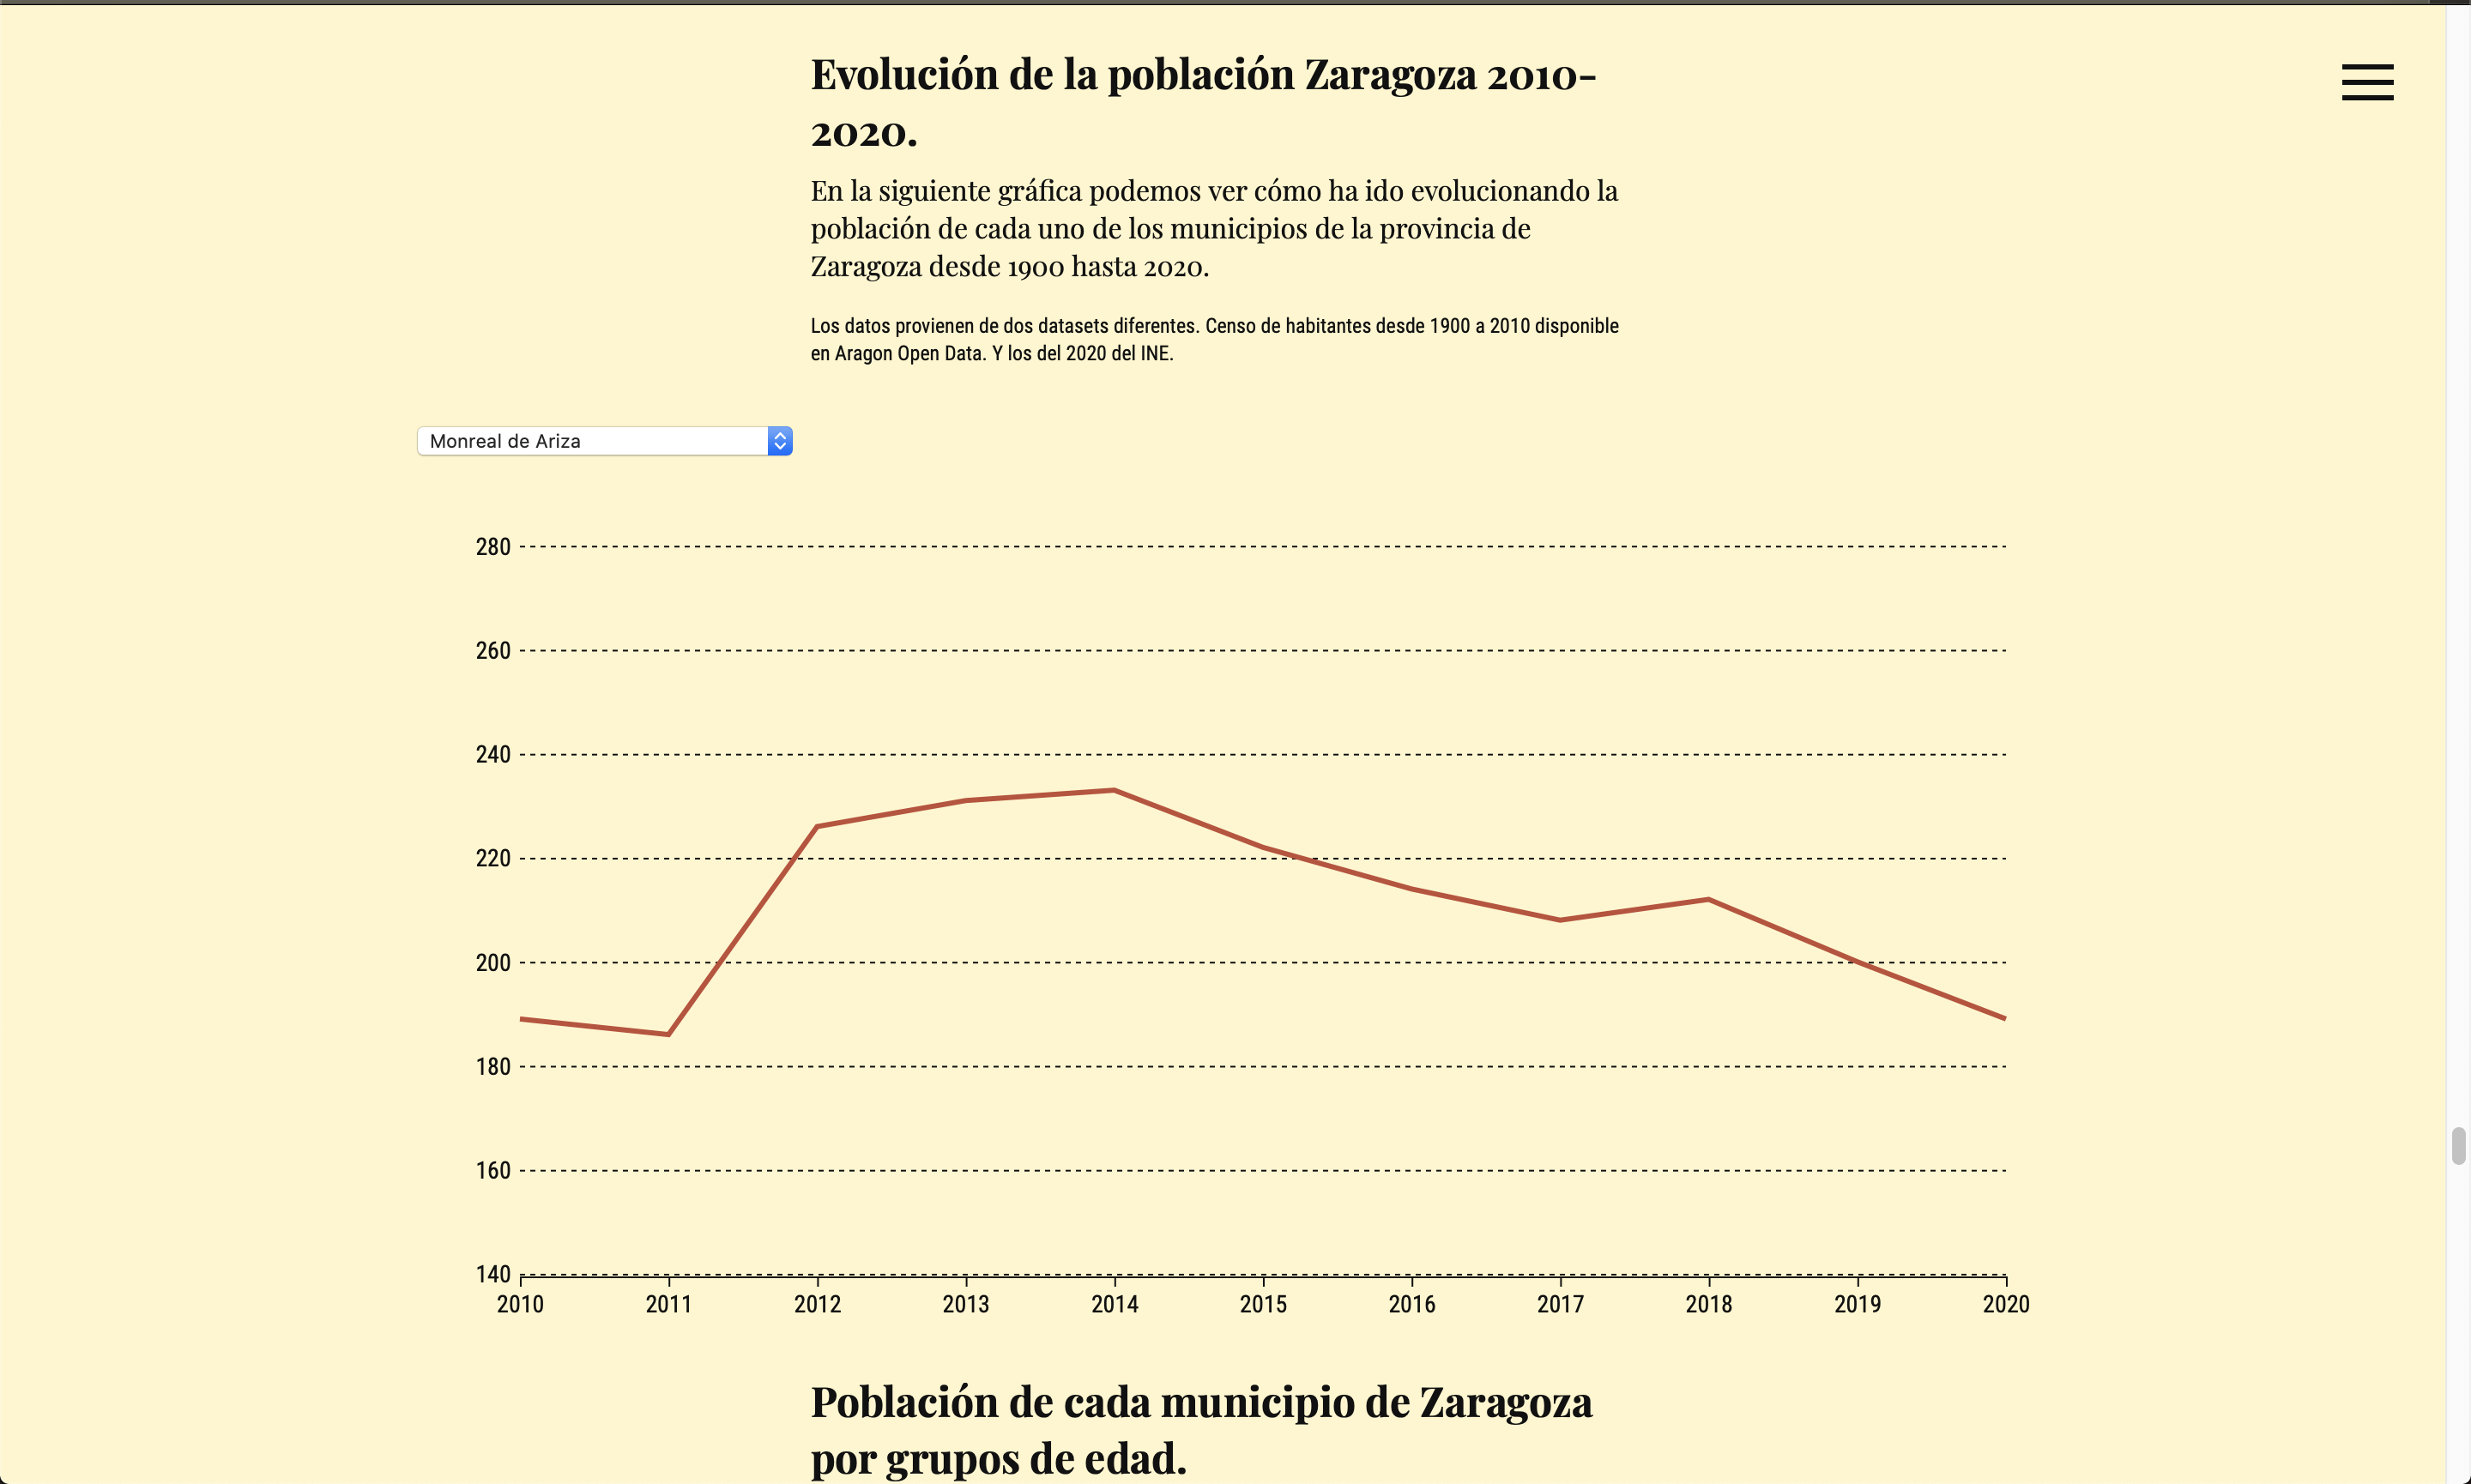 Evolución de la población Zaragoza 2010-
2020.
En la siguiente gráfica podemos ver cómo ha ido evolucionando la
población de cada uno de los municipios de la provincia de
Zaragoza desde 1900 hasta 2020.
Los datos provienen de dos datasets diferentes. Censo de habitantes desde 1900 a 2010 disponible
en Aragon Open Data. Y los del 2020 del INE.
Monreal de Ariza
280
260
240
220
200
180
160
140
2010 2011 2012 2013 2014 2015 2016 2017 2018 2019 2020
Población de cada municipio de Zaragoza
por grupos de edad.